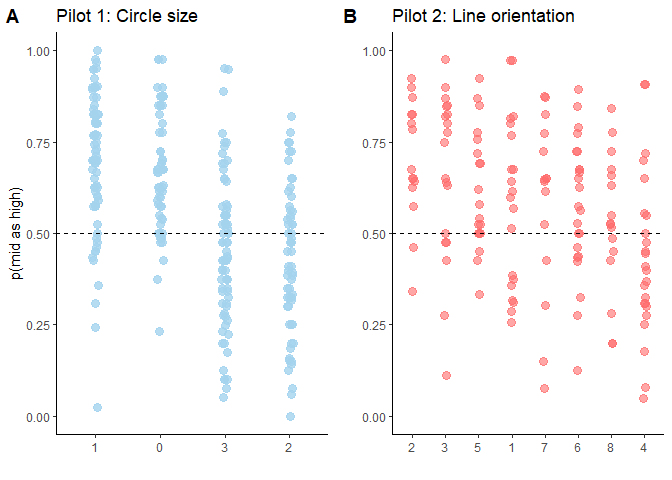 A Pilot 1: Circle size
p(mid as high)
1.00
0.75
0.50
0.25
0.00
1 0 3 2
B Pilot 2: Line orientation
1.00
0.75
0.50
0.25
0.00
2 3 5 1 7 6 8 4